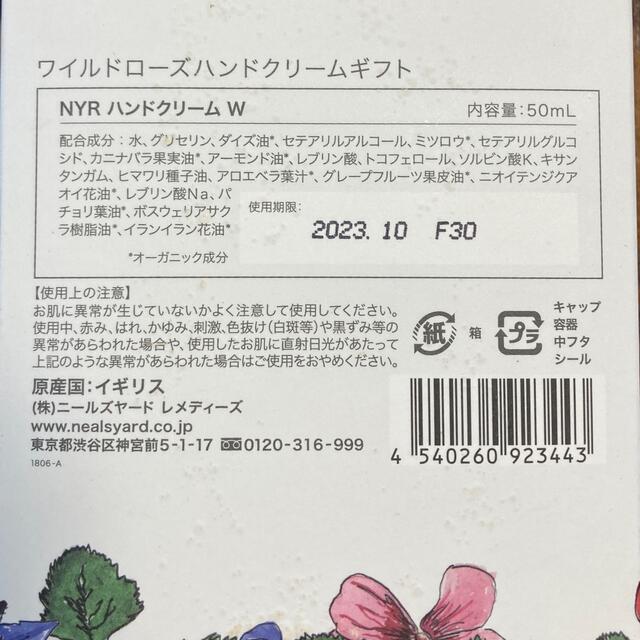 ワイルドローズハンドクリームギフト
NYR ハンドクリーム W 内容量:50mL
配合成分:水、グリセリン、ダイズ油*、セテアリルアルコール、ミツロウ*、セテアリルグルコ
シド、カニナバラ果実油*、アーモンド油*、レブリン酸、トコフェロール、ソルビン酸K、キサン
タンガム、ヒマワリ種子油、アロエベラ葉汁*、グレープフルーツ果皮油*、ニオイテンジクア
オイ花油*、レブリン酸Na、パ
チョリ葉油*、ボスウェリアサク
ラ樹脂油*、イランイラン花油*
*オーガニック成分
使用期限:
2023.10 F30
【使用上の注意】
お肌に異常が生じていないかよく注意して使用してください。
使用中、赤み、はれ、かゆみ、刺激、色抜け(白斑等)や黒ずみ等の
異常があらわれた場合や、使用したお肌に直射日光があたって
上記のような異常があらわれた場合はご使用をおやめください。
紙 箱
プラ
キャップ
容器
中フタ
シール
原産国:イギリス
(株)ニールズヤード レメディーズ
www.nealsyard.co.jp
東京都渋谷区神宮前5-1-17 0120-316-999
1806-A
4 540260 923443